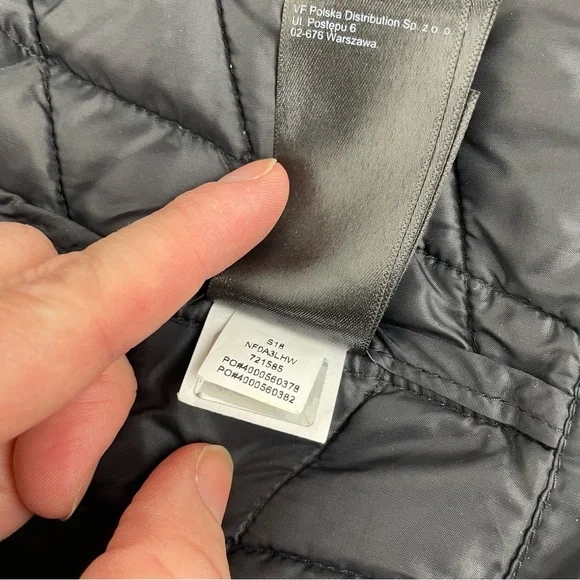 VF Polska Distribution Sp. z o.o.
Ul. Postępu 6
02-676 Warszawa.
S18
NF0A3LHW
721585
PO#4000560378
PO#4000560382